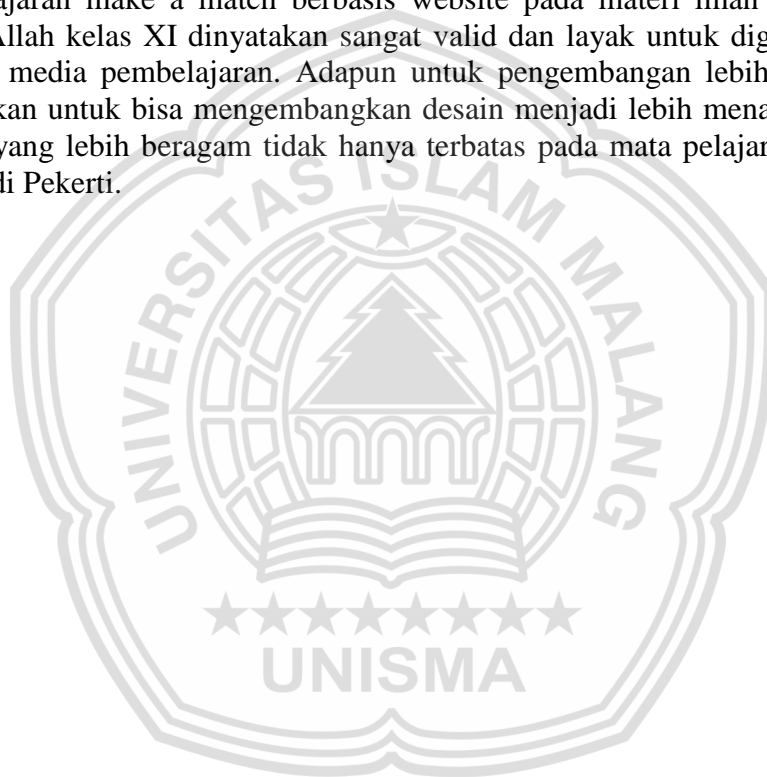 ajaran make a match berbasis website pada materi iman
Allah kelas XI dinyatakan sangat valid dan layak untuk dig
media pembelajaran. Adapun untuk pengembangan lebih
kan untuk bisa mengembangkan desain menjadi lebih mena
yang lebih beragam tidak hanya terbatas pada mata pelajar
di Pekerti.
UNIVERSITAS ISLAM MALANG
UNISMA